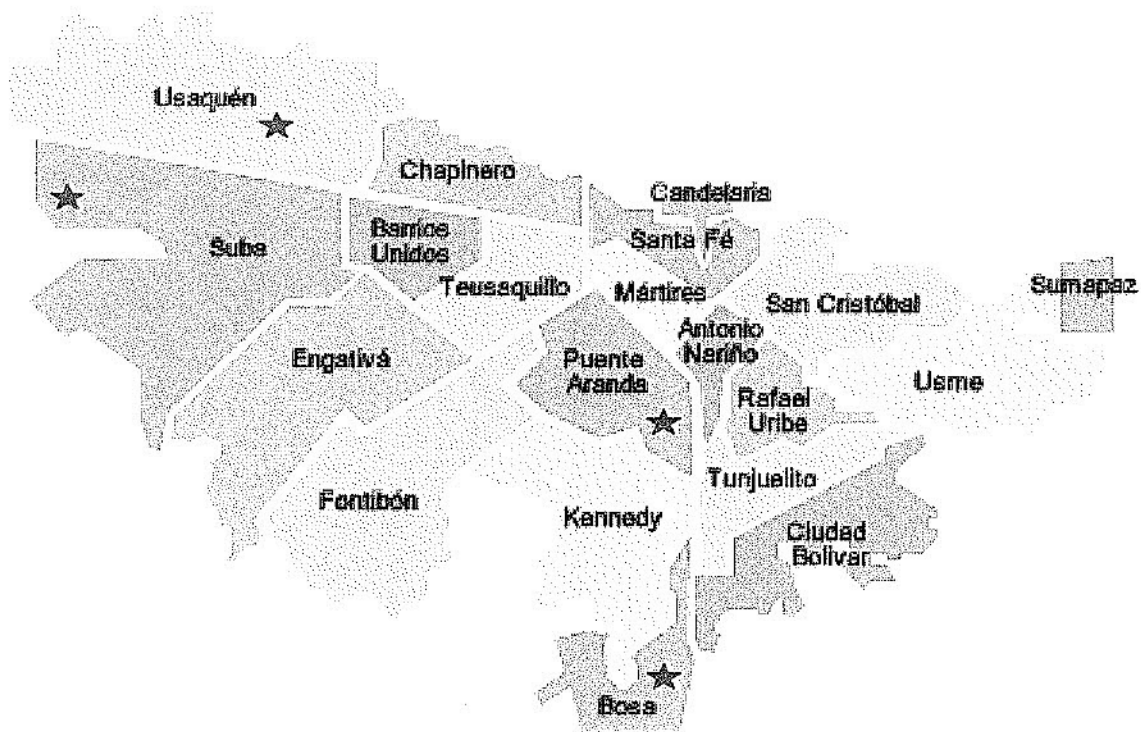 Usaquén
Chapinero
Candelaria
Suba
Barrios
Unidos
Santa Fé
Teusaquillo
Mártires
San Cristóbal
Sumapaz
Engativá
Puente
Aranda
Antonio
Nariño
Usme
Rafael
Uribe
Fontibón
Kennedy
Tunjuelito
Ciudad
Bolivar
Bosa